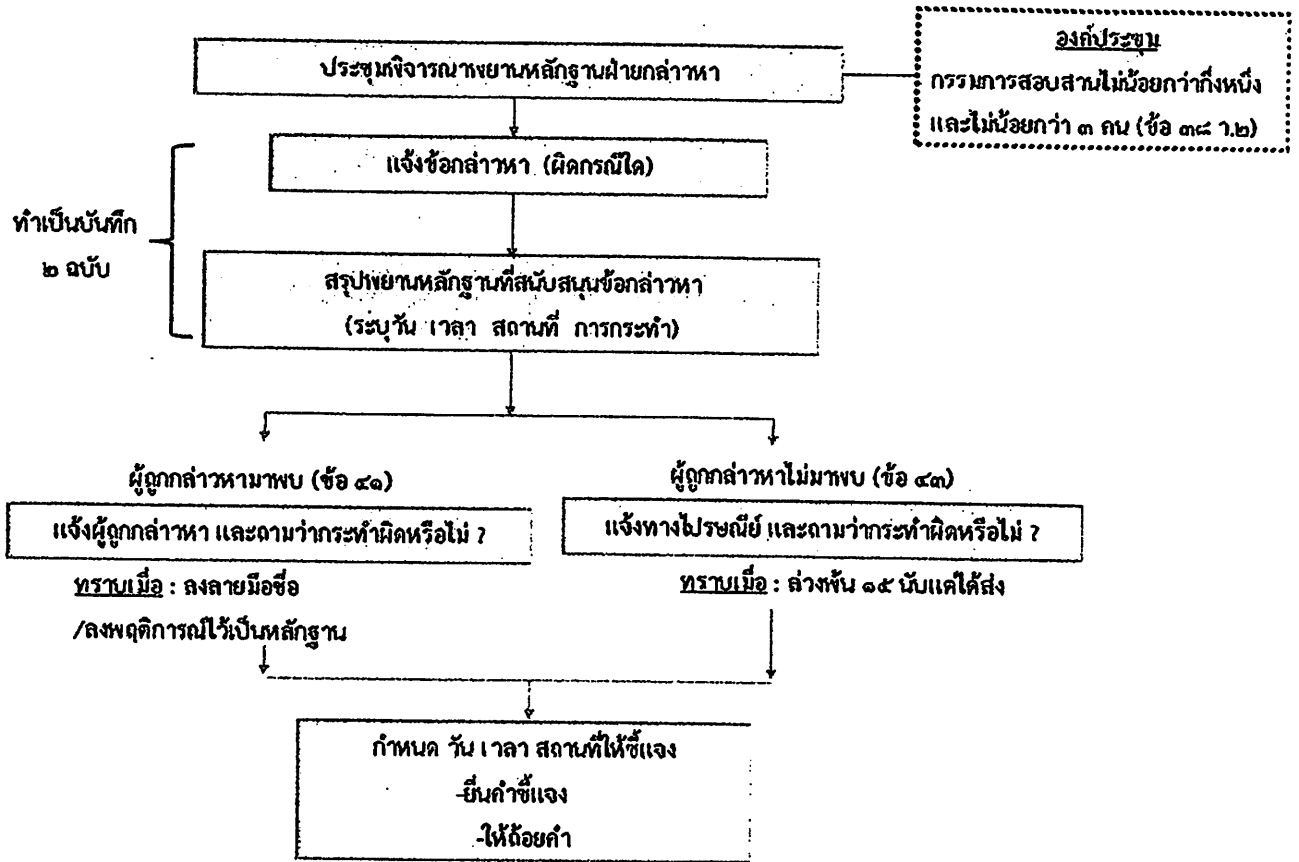 องค์ประชุม
กรรมการสอบสวนไม่น้อยกว่ากึ่งหนึ่ง
และไม่น้อยกว่า ๓ คน (ข้อ ๓๘ ว.๒)
ประชุมพิจารณาพยานหลักฐานฝ่ายกล่าวหา
แจ้งข้อกล่าวหา (ผิดกรณีใด)
ทำเป็นบันทึก
๒ ฉบับ
สรุปพยานหลักฐานที่สนับสนุนข้อกล่าวหา
(ระบุวัน เวลา สถานที่ การกระทำ)
ผู้ถูกกล่าวหามาพบ (ข้อ ๔๑)
ผู้ถูกกล่าวหาไม่มาพบ (ข้อ ๔๓)
แจ้งผู้ถูกกล่าวหา และถามว่ากระทำผิดหรือไม่ ?
แจ้งทางไปรษณีย์ และถามว่ากระทำผิดหรือไม่ ?
ทราบเมื่อ : ลงลายมือชื่อ
/ลงพฤติการณ์ไว้เป็นหลักฐาน
ทราบเมื่อ : ล่วงพ้น ๑๕ นับแต่ได้ส่ง
กำหนด วัน เวลา สถานที่ให้ชี้แจง
-ยื่นคำชี้แจง
-ให้ถ้อยคำ